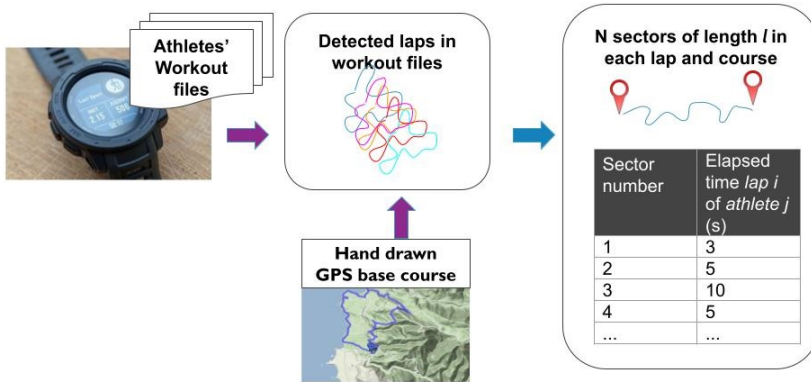 Athletes'
Workout
files
Detected laps in
workout files
Hand drawn
GPS base course
N sectors of length l in
each lap and course
Sector
number
Elapsed
time lap i
of athlete j
(s)
1 3
2 5
3 10
4 5
... ...